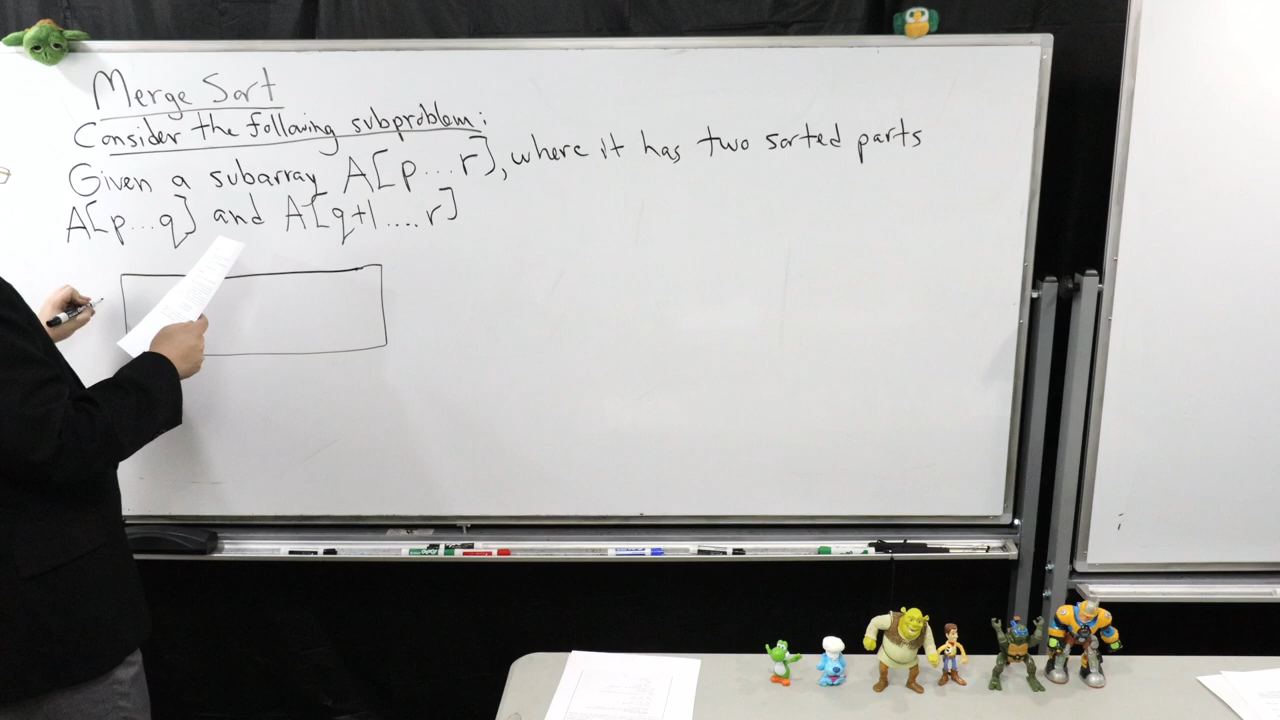 Merge Sort
Consider the following subproblem:
Given a subarray A[p...r], where it has two sorted parts
A[p...q] and A[q+1....r]